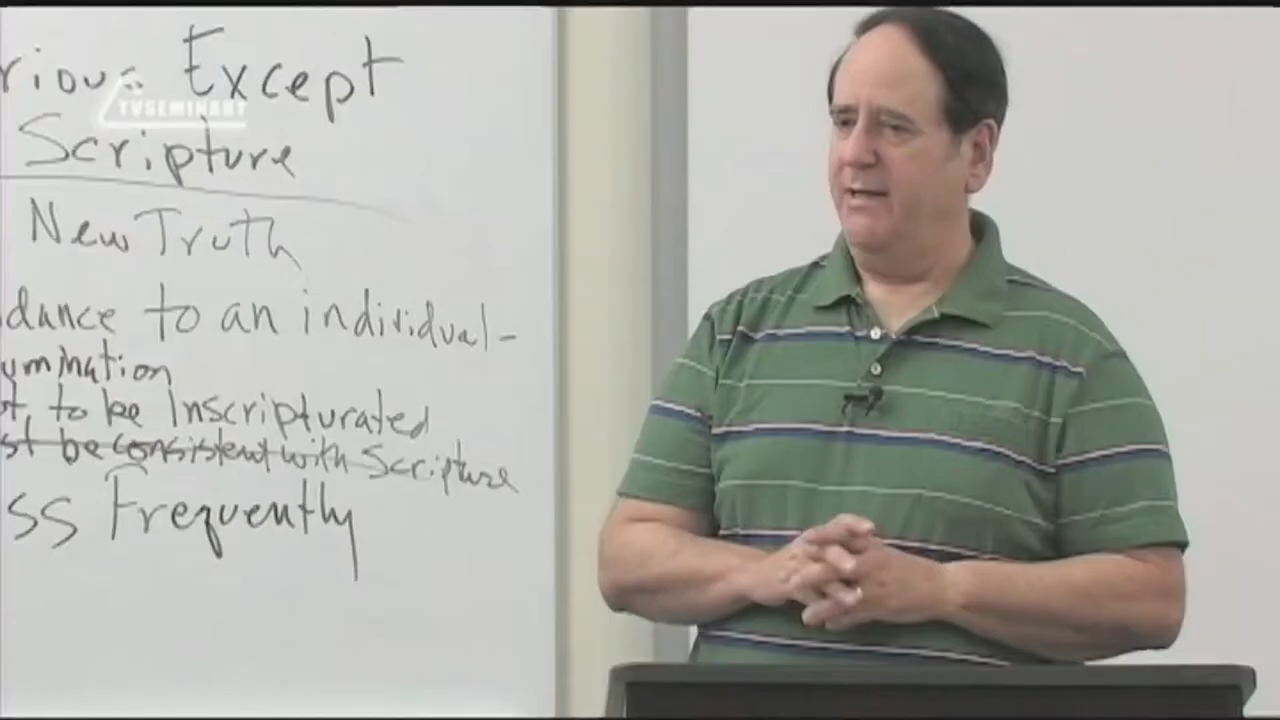 rious Except
TVSEMINARY
Scripture
New Truth
dance to an individual-
umination
ot to be Inscripturated
st be consistent with Scripture
ss Frequently